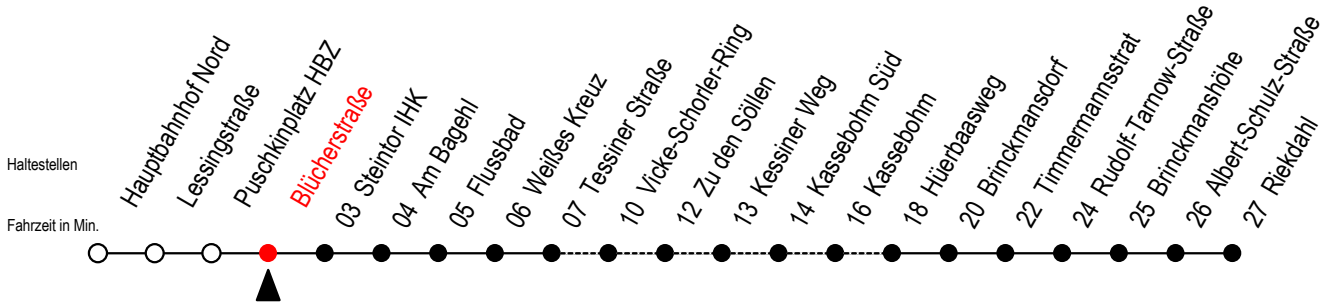 Haltestellen
Fahrzeit in Min.
Hauptbahnhof Nord
Lessingstraße
Puschkinplatz HBZ
Blücherstraße
03 Steintor IHK
04 Am Bagehl
05 Flussbad
06 Weißes Kreuz
07 Tessiner Straße
10 Vicke-Schorler-Ring
12 Zu den Söllen
13 Kessiner Weg
14 Kassebohm Süd
16 Kassebohm
18 Hüerbaasweg
20 Brinckmansdorf
22 Timmermannsstrat
24 Rudolf-Tarnow-Straße
25 Brinckmanshöhe
26 Albert-Schulz-Straße
27 Riekdahl